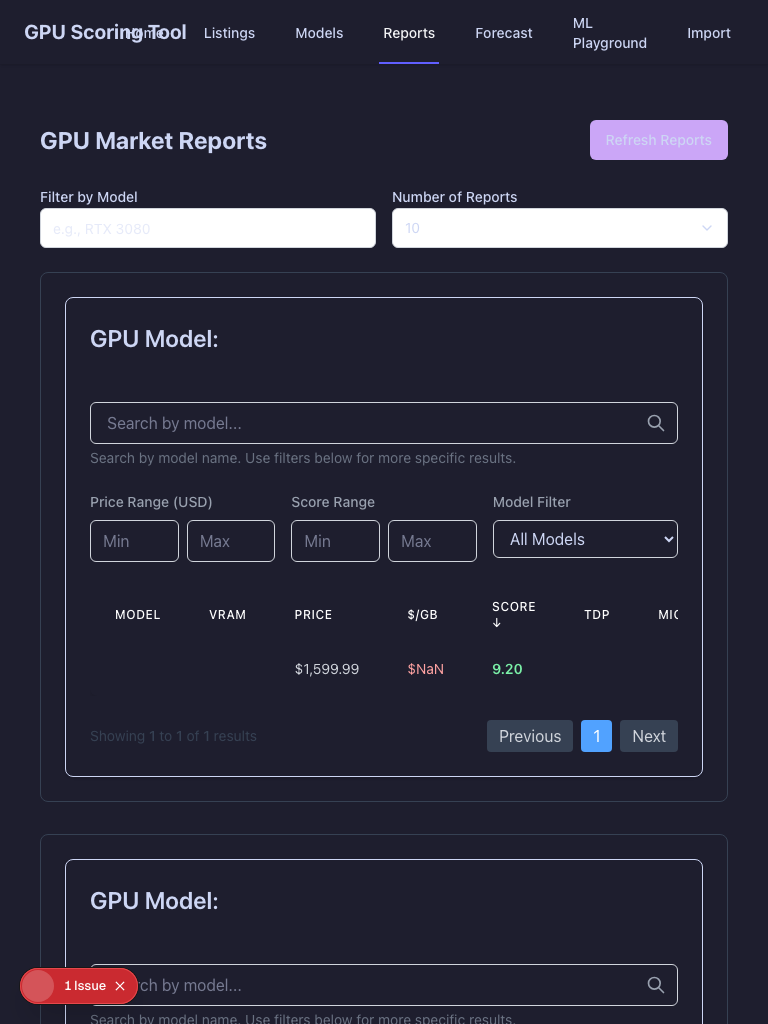 GPU Scoring Tool
Home
Listings
Models
Reports
Forecast
ML
Playground
Import
GPU Market Reports
Refresh Reports
Filter by Model
Number of Reports
e.g., RTX 3080
10
GPU Model:
Search by model...
Search by model name. Use filters below for more specific results.
Price Range (USD)
Score Range
Model Filter
Min
Max
Min
Max
All Models
MODEL
VRAM
PRICE
$/GB
SCORE
↓
TDP
$1,599.99
$NaN
9.20
Showing 1 to 1 of 1 results
Previous
1
Next
GPU Model:
rch by model...
Search by model name. Use filters below for more specific results.
1 Issue